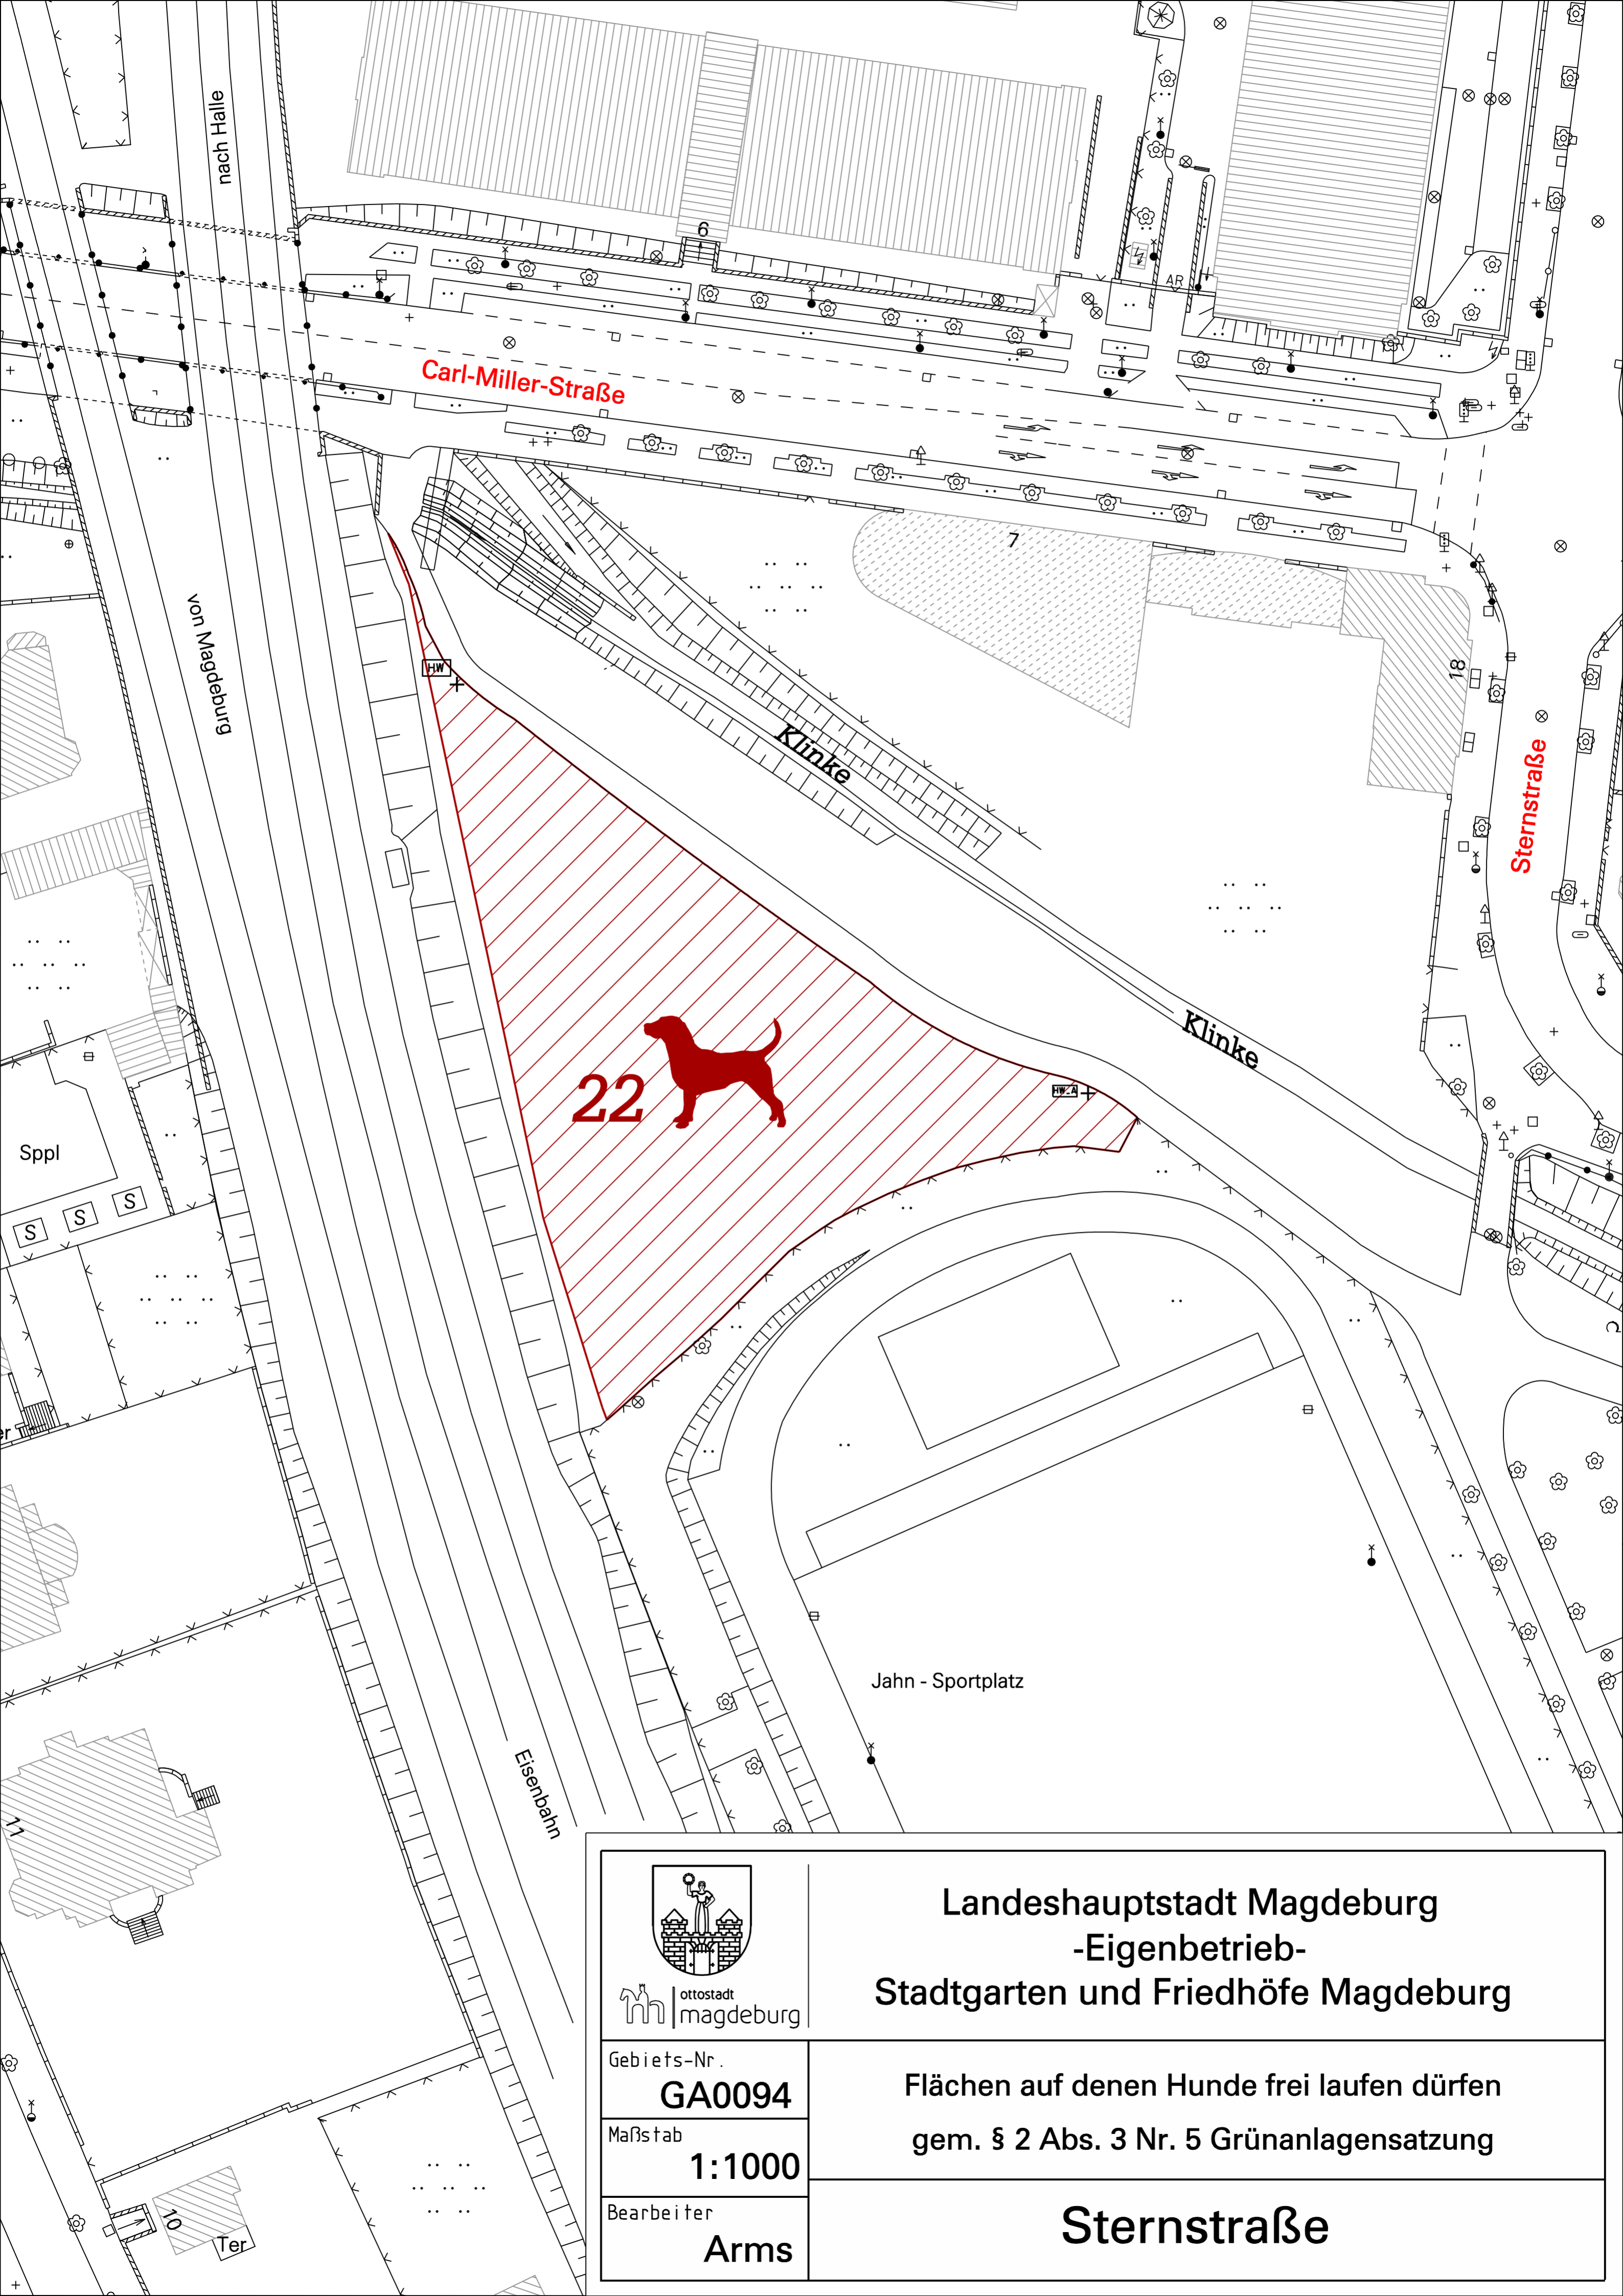 nach Halle
6
AR
Carl-Miller-Straße
7
von Magdeburg
HW
18
Klinke
Sternstraße
Klinke
22
HW_A
Sppl
S
S
S
Jahn - Sportplatz
Eisenbahn
11
10
Ter
Landeshauptstadt Magdeburg
-Eigenbetrieb-
Stadtgarten und Friedhöfe Magdeburg
ottostadt
magdeburg
Gebiets-Nr.
GA0094
Flächen auf denen Hunde frei laufen dürfen
gem. § 2 Abs. 3 Nr. 5 Grünanlagensatzung
Maßstab
1:1000
Bearbeiter
Arms
Sternstraße